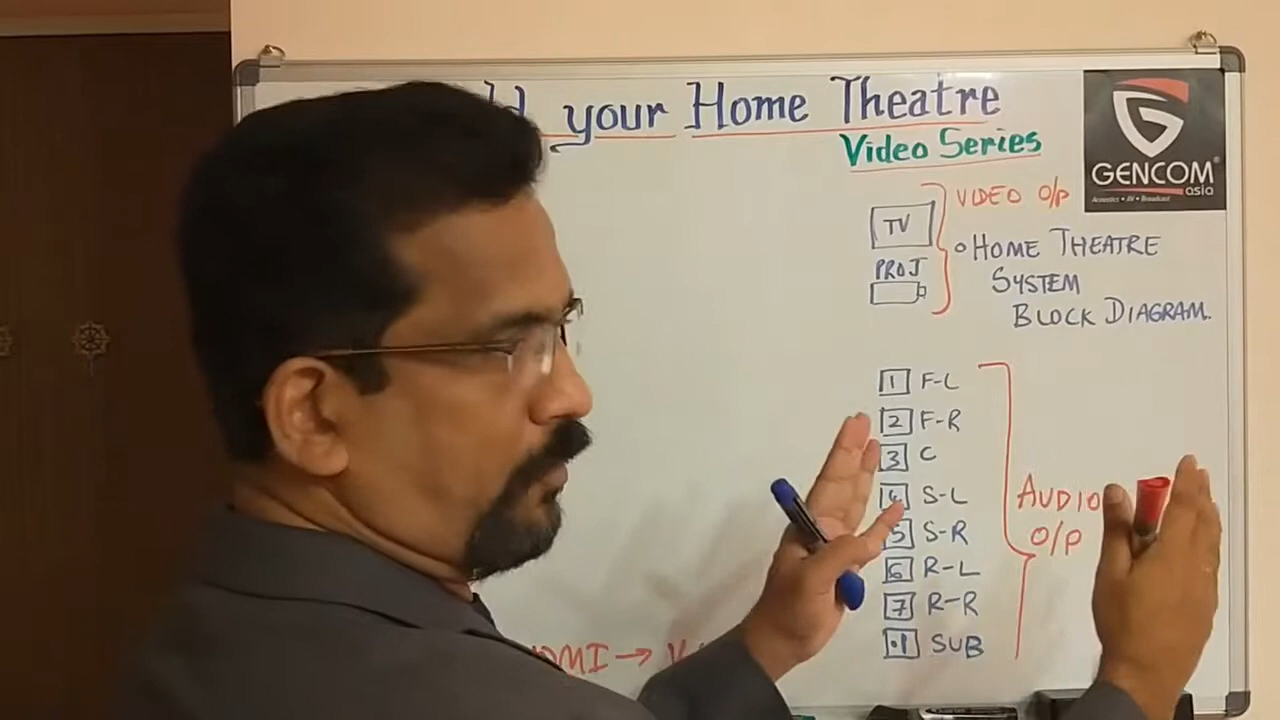 your Home Theatre
Video Series
GENCOM
asia
Acoustics • AV • Broadcast
TV
VIDEO O/P
PROJ
HOME THEATRE
SYSTEM
BLOCK DIAGRAM.
1 F-L
2 F-R
3 C
4 S-L
5 S-R
6 R-L
7 R-R
.1 SUB
AUDIO
O/P
DMI →